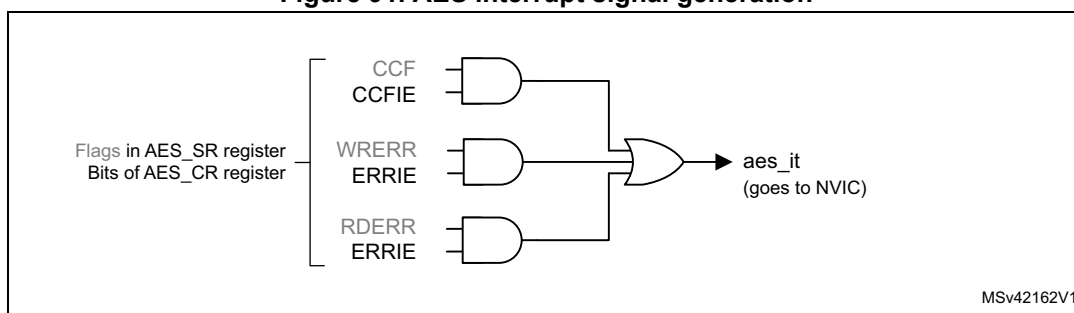 Figure 91. AES interrupt signal generation
CCF
CCFIE
Flags in AES_SR register
Bits of AES_CR register
WRERR
ERRIE
RDERR
ERRIE
aes_it
(goes to NVIC)
MSv42162V1